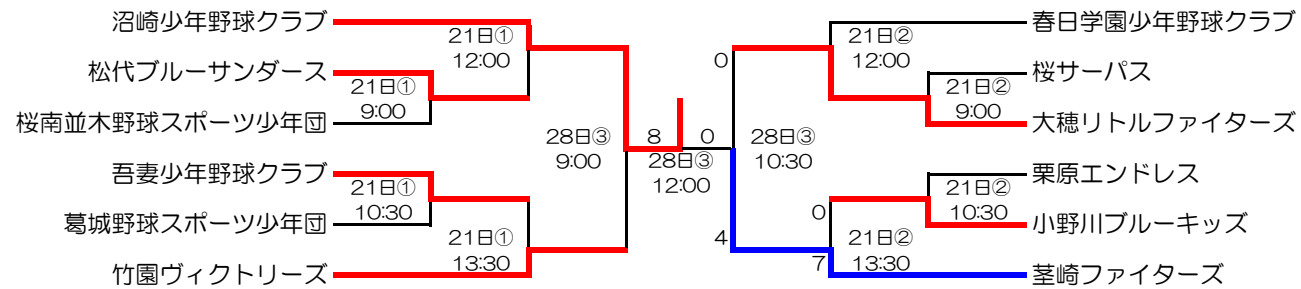 沼崎少年野球クラブ
21日①
12:00
松代ブルーサンダース
21日①
9:00
桜南並木野球スポーツ少年団
28日③
9:00
吾妻少年野球クラブ
21日①
10:30
葛城野球スポーツ少年団
21日①
13:30
竹園ヴィクトリーズ
8
0
28日③
12:00
春日学園少年野球クラブ
21日②
12:00
0
桜サーパス
21日②
9:00
大穂リトルファイターズ
28日③
10:30
栗原エンドレス
21日②
10:30
0
小野川ブルーキッズ
4
21日②
13:30
7
茎崎ファイターズ